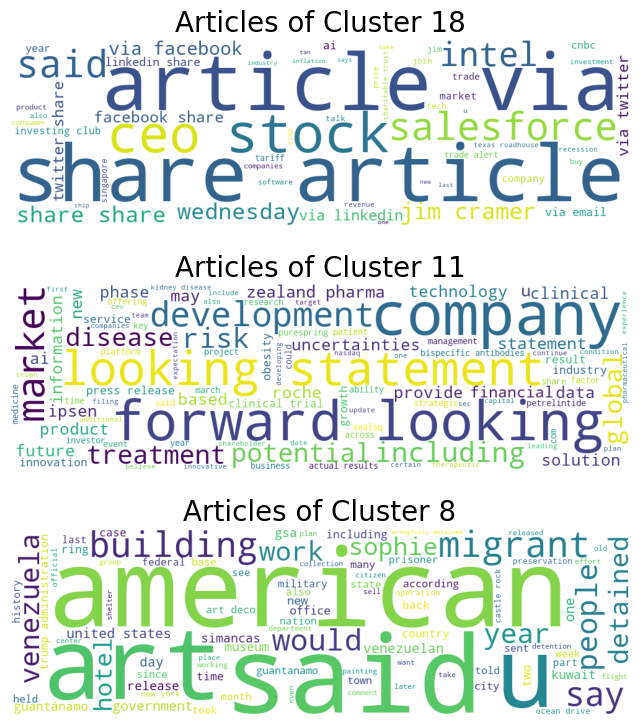 Articles of Cluster 18
year via facebook ai tan take jim cnbc
said linkedin share industry inflation says charitable trust join intel investment
article via
product facebook share price trade
also talk market tech u via twitter
consumer ceo stock salesforce
investing club twitter share singapore tariff like texas roadhouse recession
companies trade alert buy
share article
chip software new last company
share share wednesday via linkedin revenue one jim cramer via email
Articles of Cluster 11
first kidney disease phase may include zealand pharma technology u clinical
new offering ceo also research target
market information service team development company experience
companies key disease risk puresprings patient uncertainties statement management
ai platform project obesity could developing nasdaq one bispecific antibodies continue result condition
looking statement
medicine crown time press release expectation march industry pharmaceutical
filing said based roche growth ability share factor global
ipsen additional clinical trial provide financial data
product forward looking
investor update strategic sec capital petrelintide
future event year shareholder date sealsq across com plan
innovation treatment potential including leading solution
believe innovative business actual results certain therapeutic
Articles of Cluster 8
case gsa plan including wrongfully detained released
last building work sophie migrant old
ring group federal base many prisoner preservation effort
venezuela official see collection citizen according state sell operation
american
history trump administration military castle rock one people detained
art deco also new office back
shelter nation department
center united states simancas museum country year
art said u
hotel would venezuelan sent detention
day since place working guantanamo painting want told week
release time town take city two part say
held new york month even comment later kuwait flight
guantánamo government took ocean drive